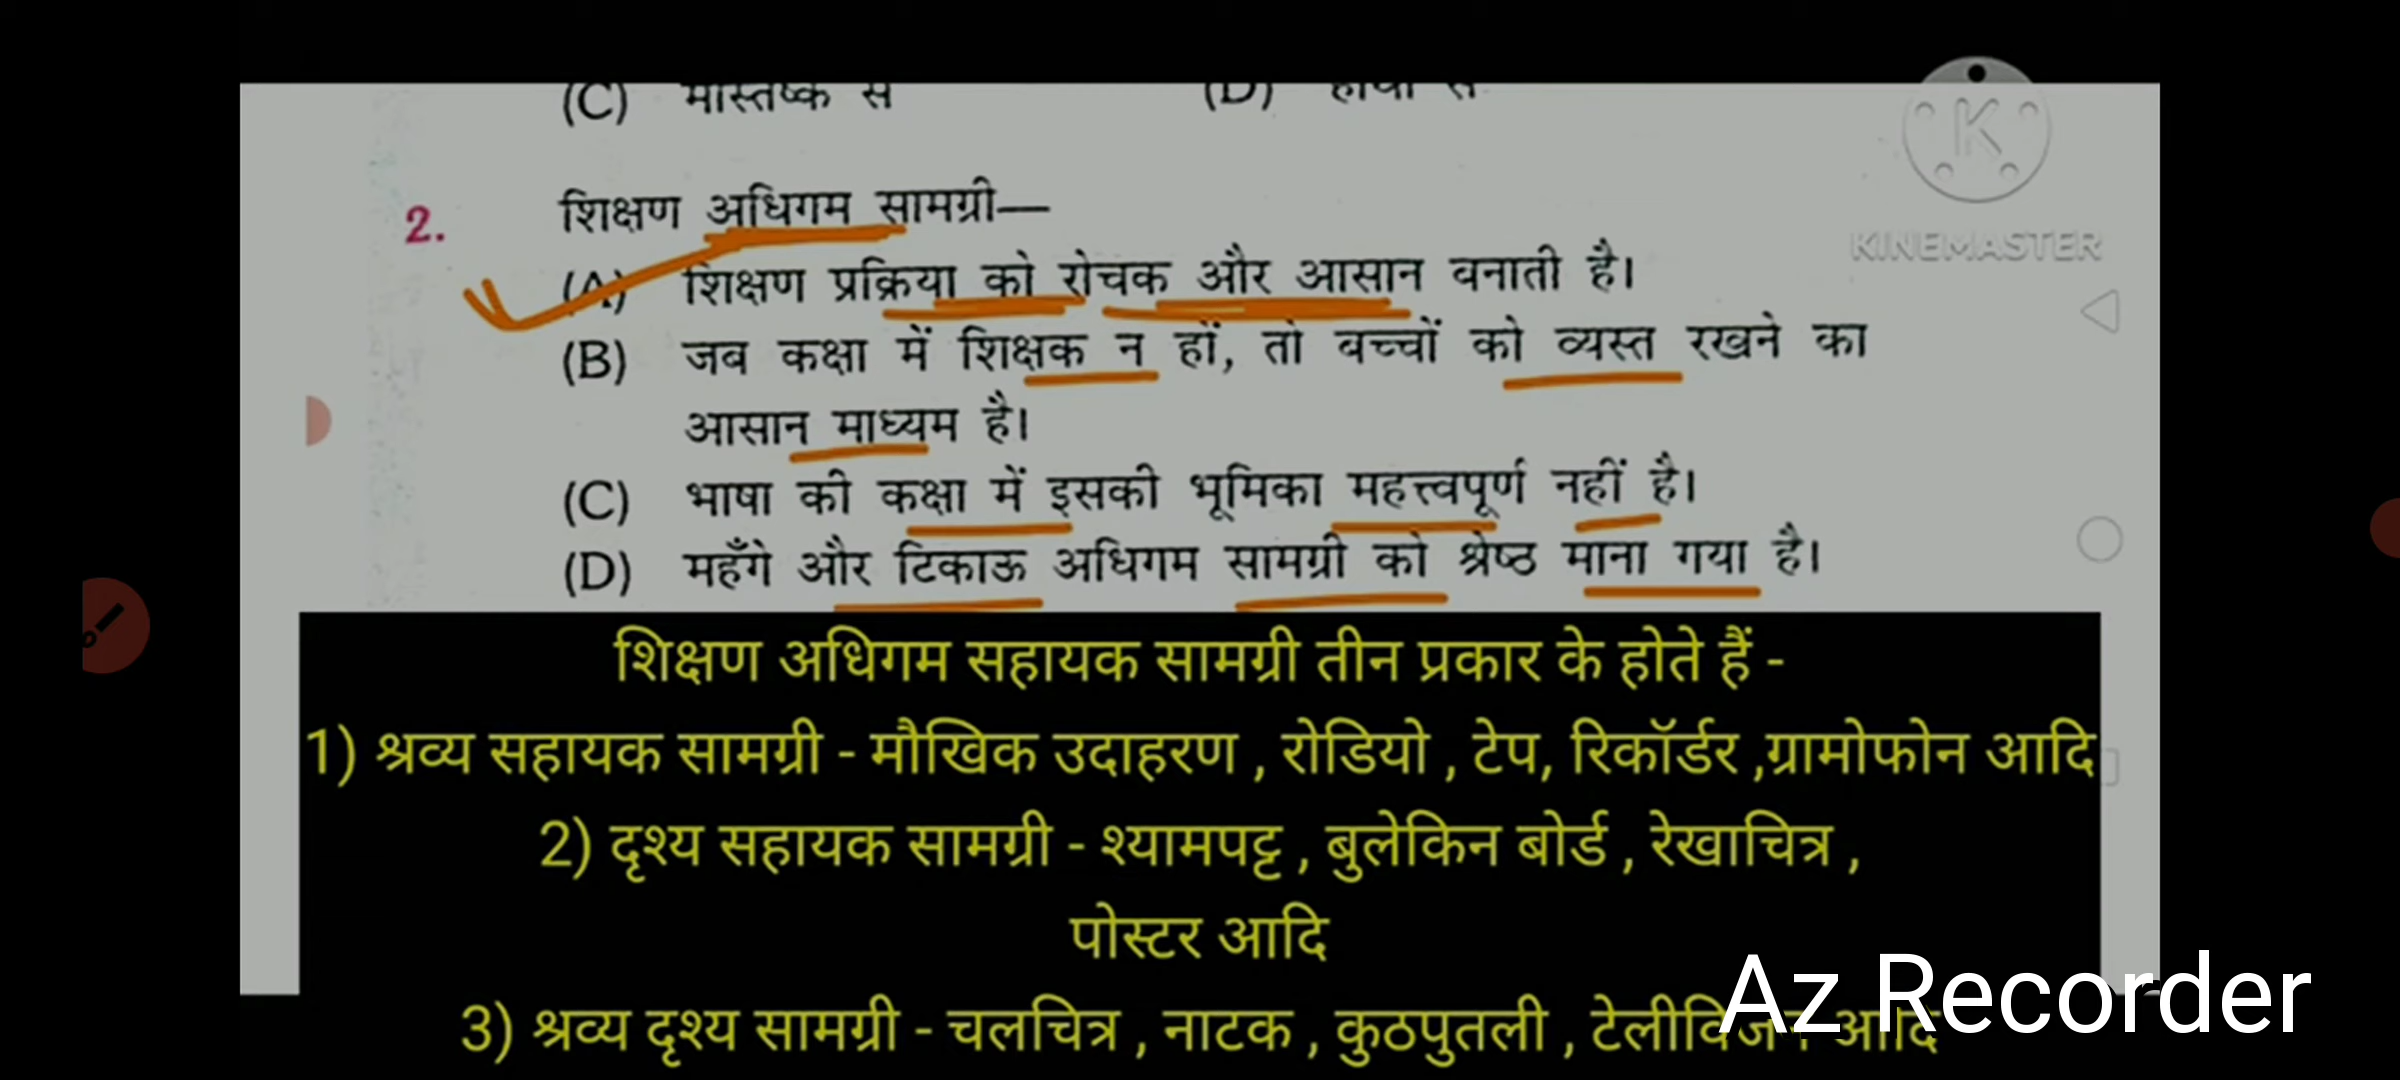 (C) मस्तिष्क से (D)
KINEMASTER
2. शिक्षण अधिगम सामग्री—
(A) शिक्षण प्रक्रिया को रोचक और आसान बनाती है।
(B) जब कक्षा में शिक्षक न हों, तो बच्चों को व्यस्त रखने का
आसान माध्यम है।
(C) भाषा की कक्षा में इसकी भूमिका महत्त्वपूर्ण नहीं है।
(D) महँगे और टिकाऊ अधिगम सामग्री को श्रेष्ठ माना गया है।
शिक्षण अधिगम सहायक सामग्री तीन प्रकार के होते हैं -
1) श्रव्य सहायक सामग्री - मौखिक उदाहरण , रोडियो , टेप, रिकॉर्डर ,ग्रामोफोन आदि
2) दृश्य सहायक सामग्री - श्यामपट्ट , बुलेकिन बोर्ड , रेखाचित्र ,
पोस्टर आदि
Az Recorder
3) श्रव्य दृश्य सामग्री - चलचित्र , नाटक , कुठपुतली , टेलीविजन आदि